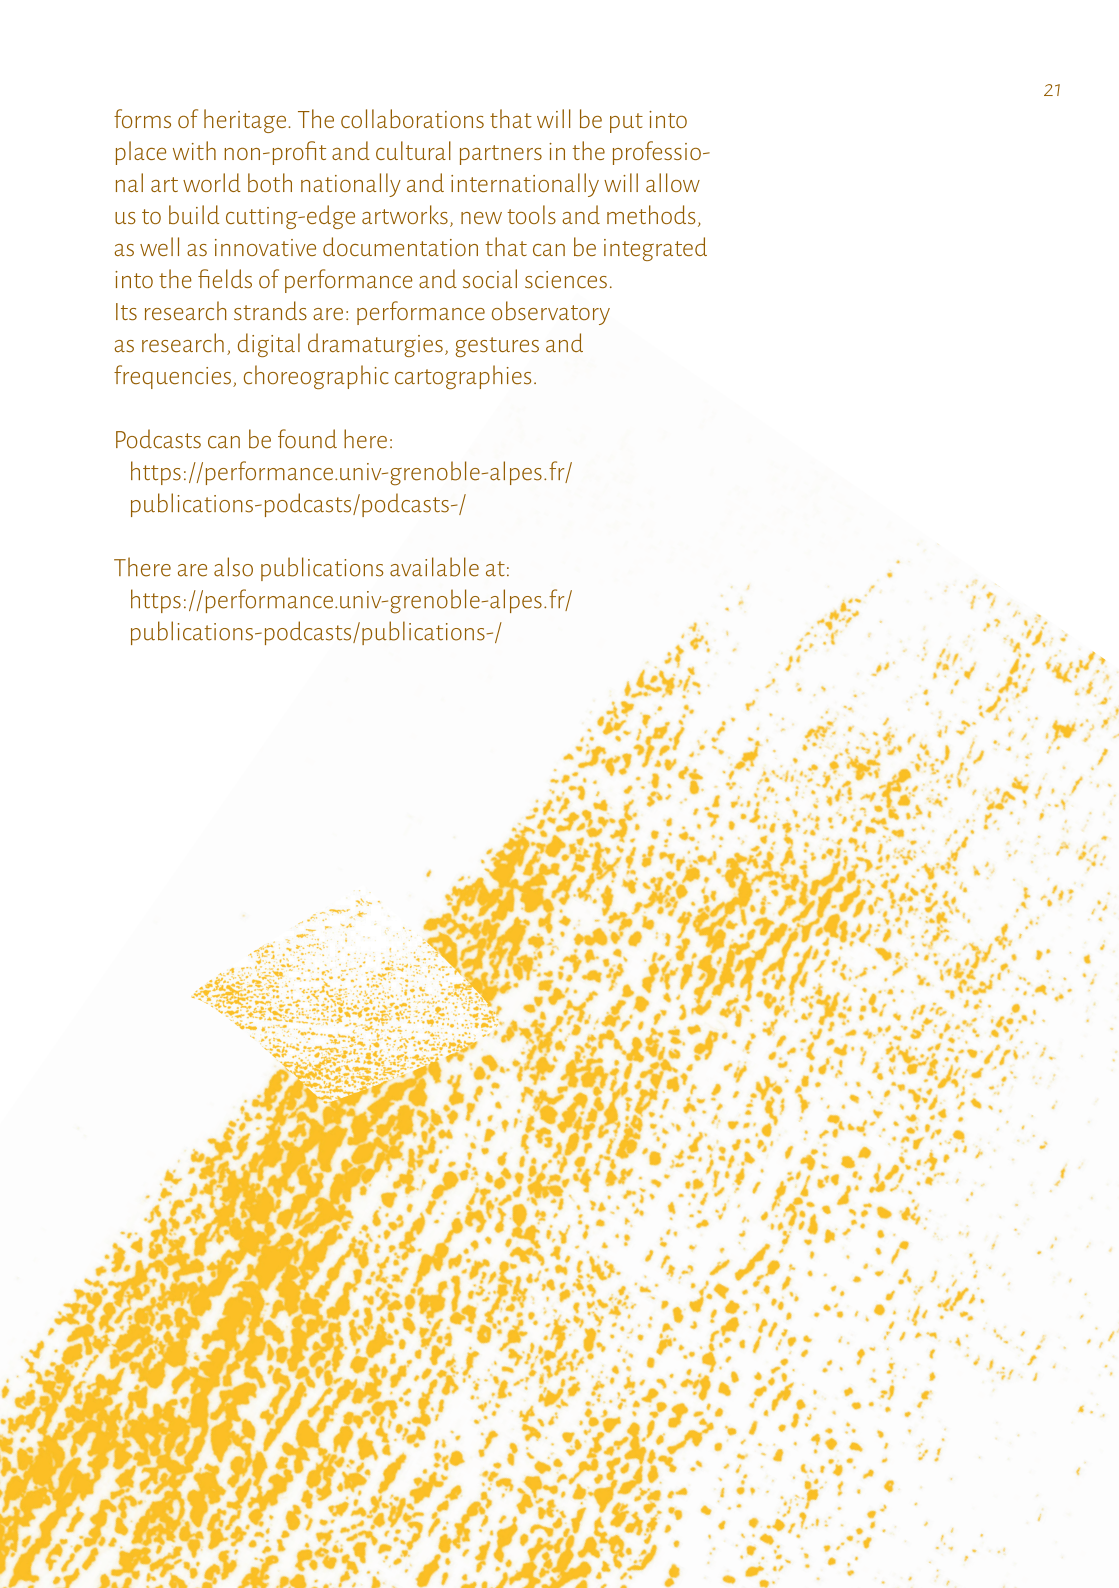 21
forms of heritage. The collaborations that will be put into
place with non-profit and cultural partners in the professio-
nal art world both nationally and internationally will allow
us to build cutting-edge artworks, new tools and methods,
as well as innovative documentation that can be integrated
into the fields of performance and social sciences.
Its research strands are: performance observatory
as research, digital dramaturgies, gestures and
frequencies, choreographic cartographies.
Podcasts can be found here:
https://performance.univ-grenoble-alpes.fr/
publications-podcasts/podcasts-/
There are also publications available at:
https://performance.univ-grenoble-alpes.fr/
publications-podcasts/publications-/